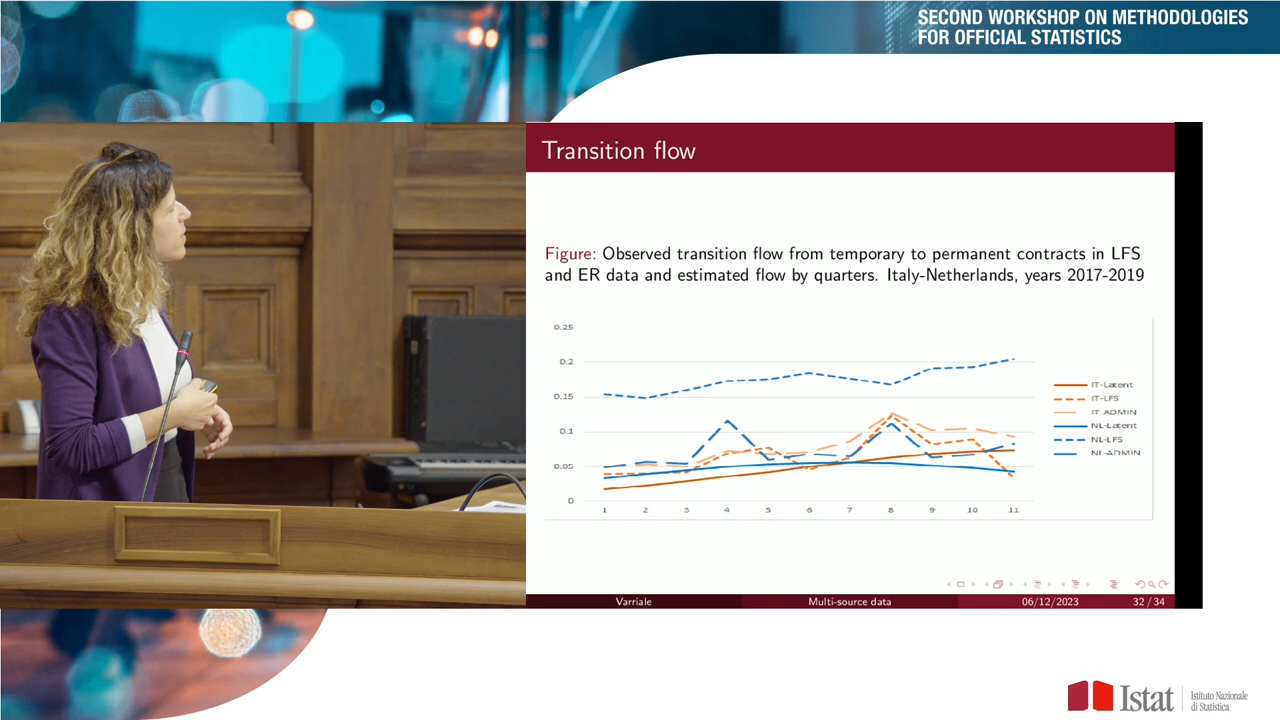 SECOND WORKSHOP ON METHODOLOGIES
FOR OFFICIAL STATISTICS
Transition flow
Figure: Observed transition flow from temporary to permanent contracts in LFS
and ER data and estimated flow by quarters. Italy-Netherlands, years 2017-2019
0.25
0.2
0.15
0.1
0.05
0
1 2 3 4 5 6 7 8 9 10 11
IT-Latent
IT-LFS
IT-ADMIN
NL-Latent
NL-LFS
NL-ADMIN
Varriale Multi-source data 06/12/2023 32 / 34
Istat Istituto Nazionale
di Statistica